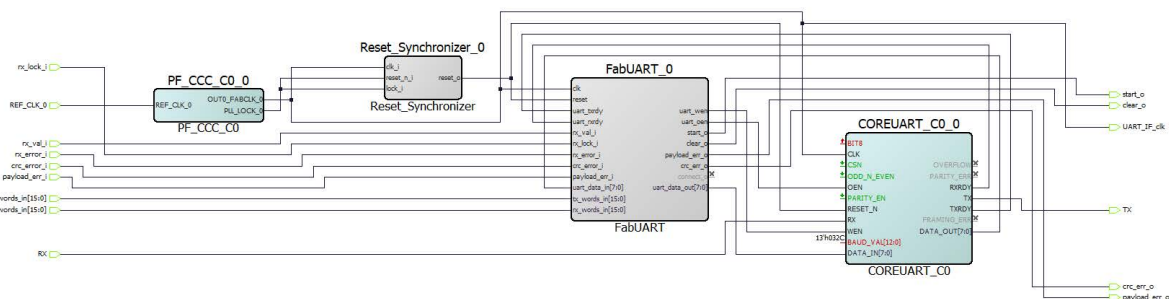 rx_lock_i
REF_CLK_0
rx_val_i
rx_error_i
crc_error_i
payload_err_i
words_in[15:0]
words_in[15:0]
RX
PF_CCC_C0_0
REF_CLK_0
OUT0_FABCLK_0
PLL_LOCK_0
PF_CCC_C0
Reset_Synchronizer_0
clk_i
reset_n_i
lock_i
reset_o
Reset_Synchronizer
FabUART_0
clk
reset
uart_txrdy
uart_rxrdy
rx_val_i
rx_lock_i
rx_error_i
crc_error_i
payload_err_i
uart_data_in[7:0]
tx_words_in[15:0]
rx_words_in[15:0]
uart_wen
uart_oen
start_o
clear_o
payload_err_o
crc_err_o
connect_o
uart_data_out[7:0]
FabUART
COREUART_C0_0
BIT8
CLK
CSN
ODD_N_EVEN
OEN
PARITY_EN
RESET_N
RX
WEN
13'h032C
BAUD_VAL[12:0]
DATA_IN[7:0]
OVERFLOW
PARITY_ERR
RXRDY
TX
TXRDY
FRAMING_ERR
DATA_OUT[7:0]
COREUART_C0
start_o
clear_o
UART_IF_clk
TX
crc_err_o
payload_err_o